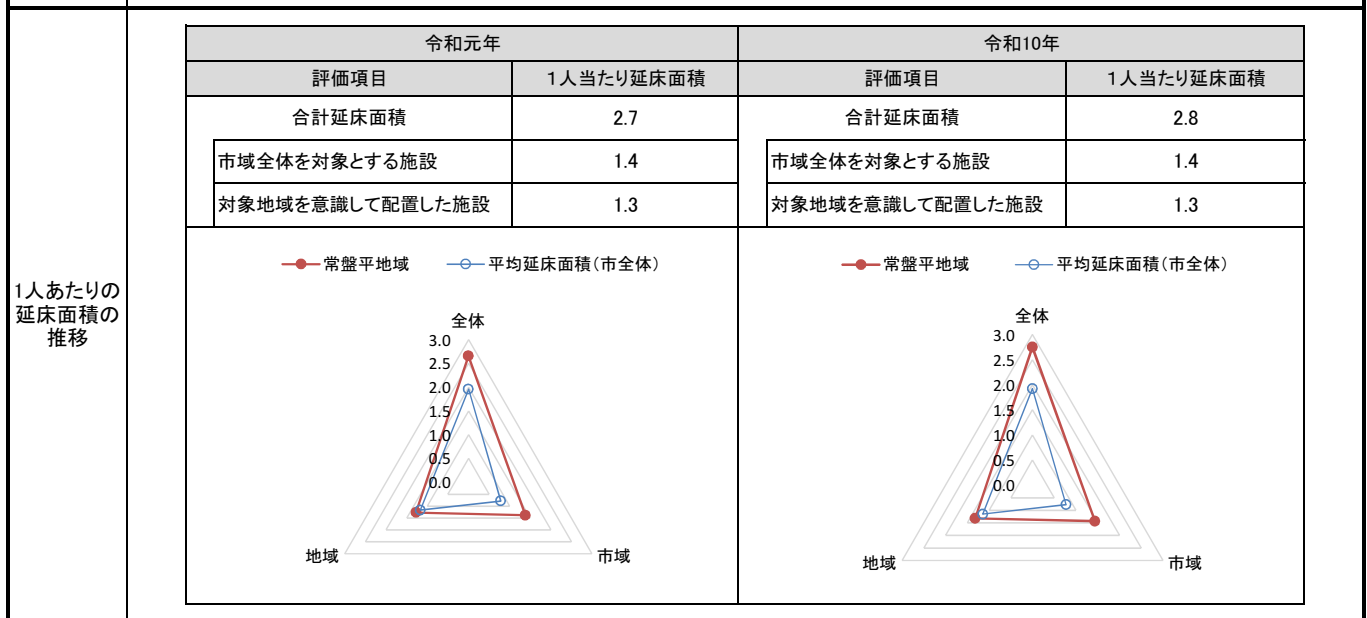 令和元年 令和10年
評価項目 1人当たり延床面積 評価項目 1人当たり延床面積
合計延床面積 2.7 合計延床面積 2.8
市域全体を対象とする施設 1.4 市域全体を対象とする施設 1.4
対象地域を意識して配置した施設 1.3 対象地域を意識して配置した施設 1.3
1人あたりの
延床面積の
推移
常盤平地域 平均延床面積(市全体)
全体
3.0
2.5
2.0
1.5
1.0
0.5
0.0
地域 市域
常盤平地域 平均延床面積(市全体)
全体
3.0
2.5
2.0
1.5
1.0
0.5
0.0
地域 市域